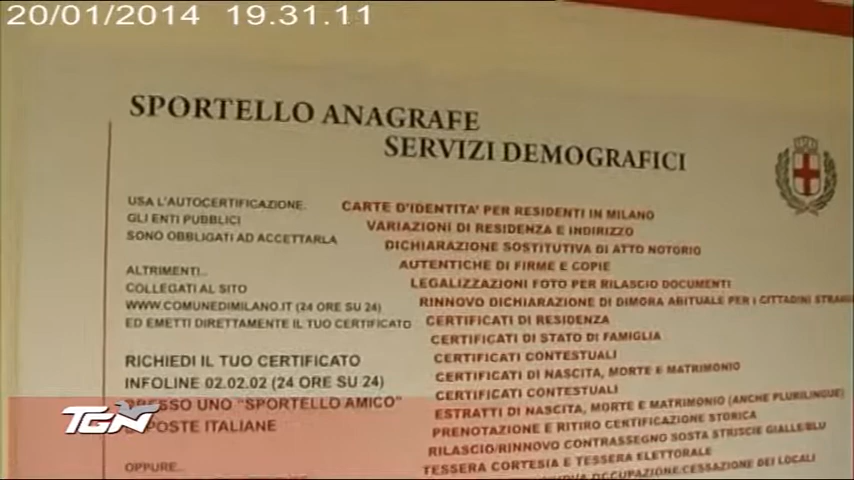 20/01/2014 19.31.11
SPORTELLO ANAGRAFE
SERVIZI DEMOGRAFICI
USA L'AUTOCERTIFICAZIONE.
GLI ENTI PUBBLICI
SONO OBBLIGATI AD ACCETTARLA
ALTRIMENTI...
COLLEGATI AL SITO
WWW.COMUNEDIMILANO.IT (24 ORE SU 24)
ED EMETTI DIRETTAMENTE IL TUO CERTIFICATO
RICHIEDI IL TUO CERTIFICATO
INFOLINE 02.02.02 (24 ORE SU 24)
UNO "SPORTELLO AMICO"
POSTE ITALIANE
OPPURE...
CARTE D'IDENTITA' PER RESIDENTI IN MILANO
VARIAZIONI DI RESIDENZA E INDIRIZZO
DICHIARAZIONE SOSTITUTIVA DI ATTO NOTORIO
AUTENTICHE DI FIRME E COPIE
LEGALIZZAZIONI FOTO PER RILASCIO DOCUMENTI
RINNOVO DICHIARAZIONE DI DIMORA ABITUALE PER I CITTADINI
CERTIFICATI DI RESIDENZA
CERTIFICATI DI STATO DI FAMIGLIA
CERTIFICATI CONTESTUALI
CERTIFICATI DI NASCITA, MORTE E MATRIMONIO
CERTIFICATI CONTESTUALI
ESTRATTI DI NASCITA, MORTE E MATRIMONIO (ANCHE PLURILINGUE)
PRENOTAZIONE E RITIRO CERTIFICAZIONE STORICA
RILASCIO/RINNOVO CONTRASSEGNO SOSTA STRISCIE GIALLE/BLU
TESSERA CORTESIA E TESSERA ELETTORALE
OCCUPAZIONE, CESSAZIONE DEI LOCALI
TGN